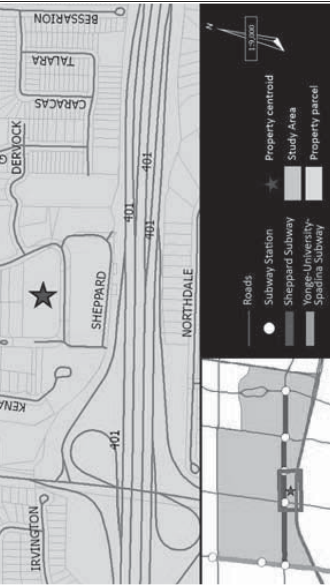 BESSARION
TALARA
CARACAS
DERVOCK
401
401
401
SHEPPARD
NORTHDALE
KENA
401
IRVINGTON
N
1:9,000
Roads
Subway Station
Sheppard Subway
Yonge-University-
Spadina Subway
Property centroid
Study Area
Property parcel